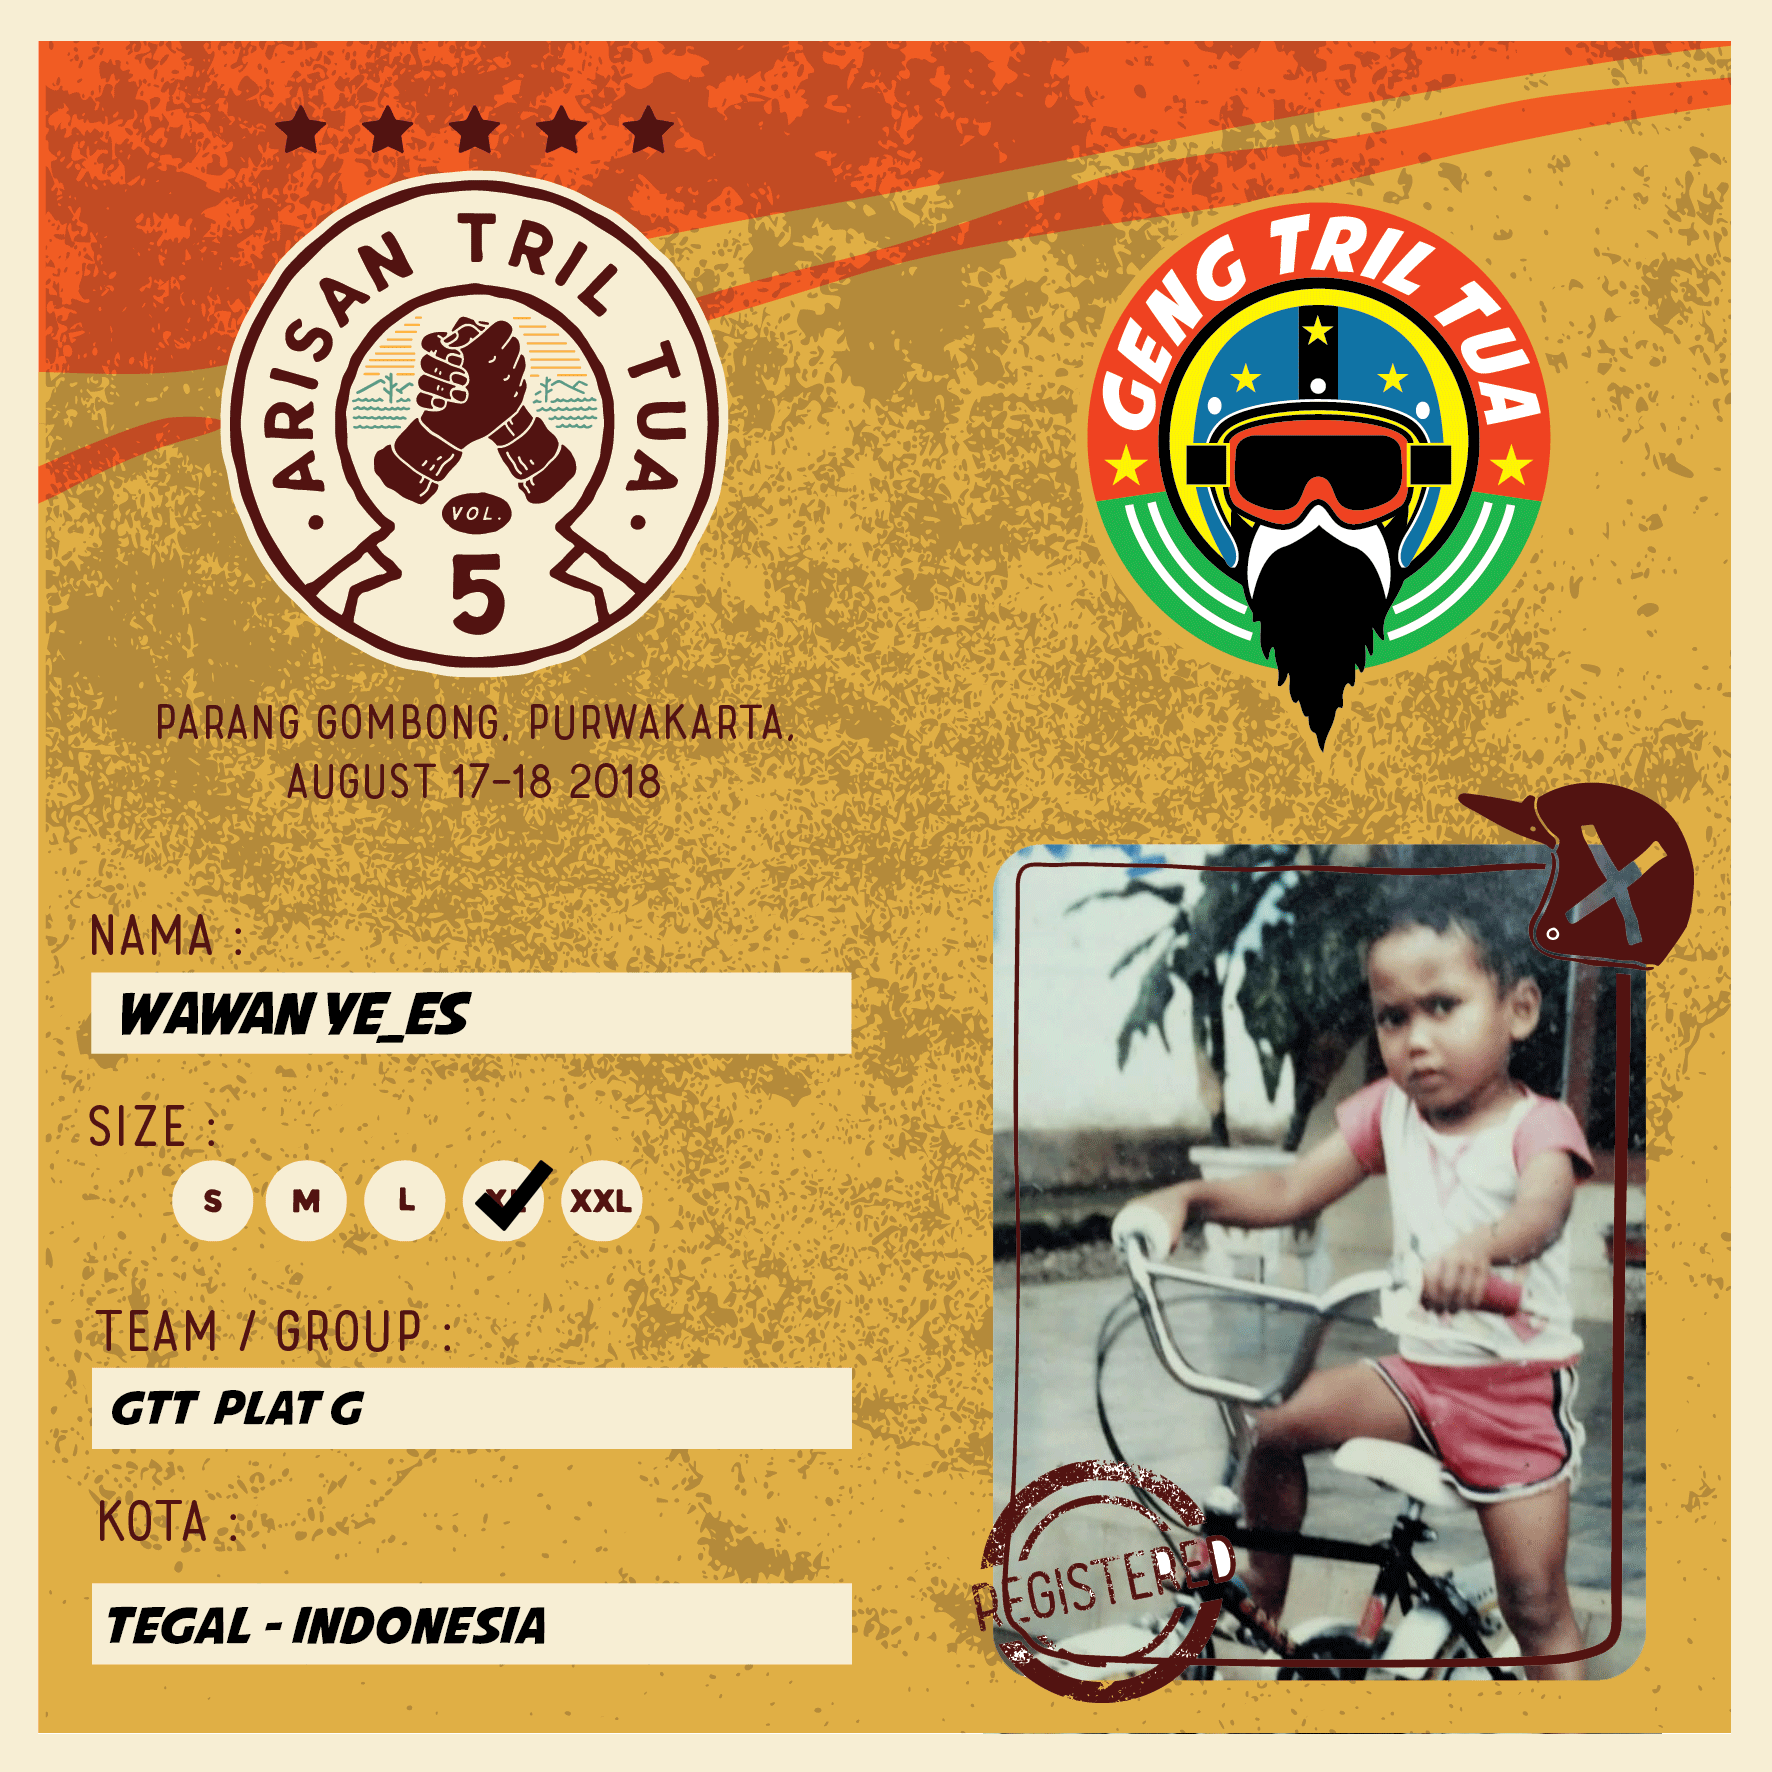 ARISAN TRIL TUA
VOL.
5
PARANG GOMBONG, PURWAKARTA,
AUGUST 17-18 2018
GENG TRIL TUA
NAMA :
WAWAN YE_ES
SIZE :
S M L XL XXL
TEAM / GROUP :
GTT PLAT G
KOTA :
TEGAL - INDONESIA
REGISTERED